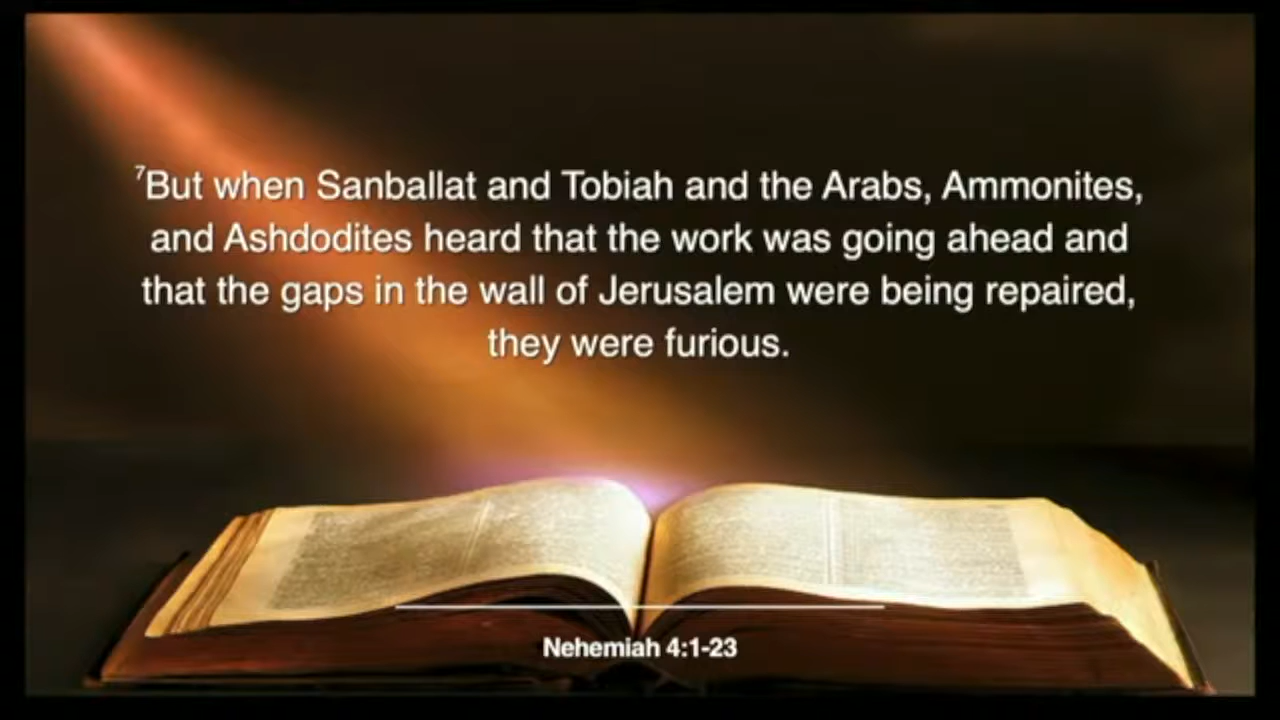 ⁷But when Sanballat and Tobiah and the Arabs, Ammonites,
and Ashdodites heard that the work was going ahead and
that the gaps in the wall of Jerusalem were being repaired,
they were furious.
Nehemiah 4:1-23